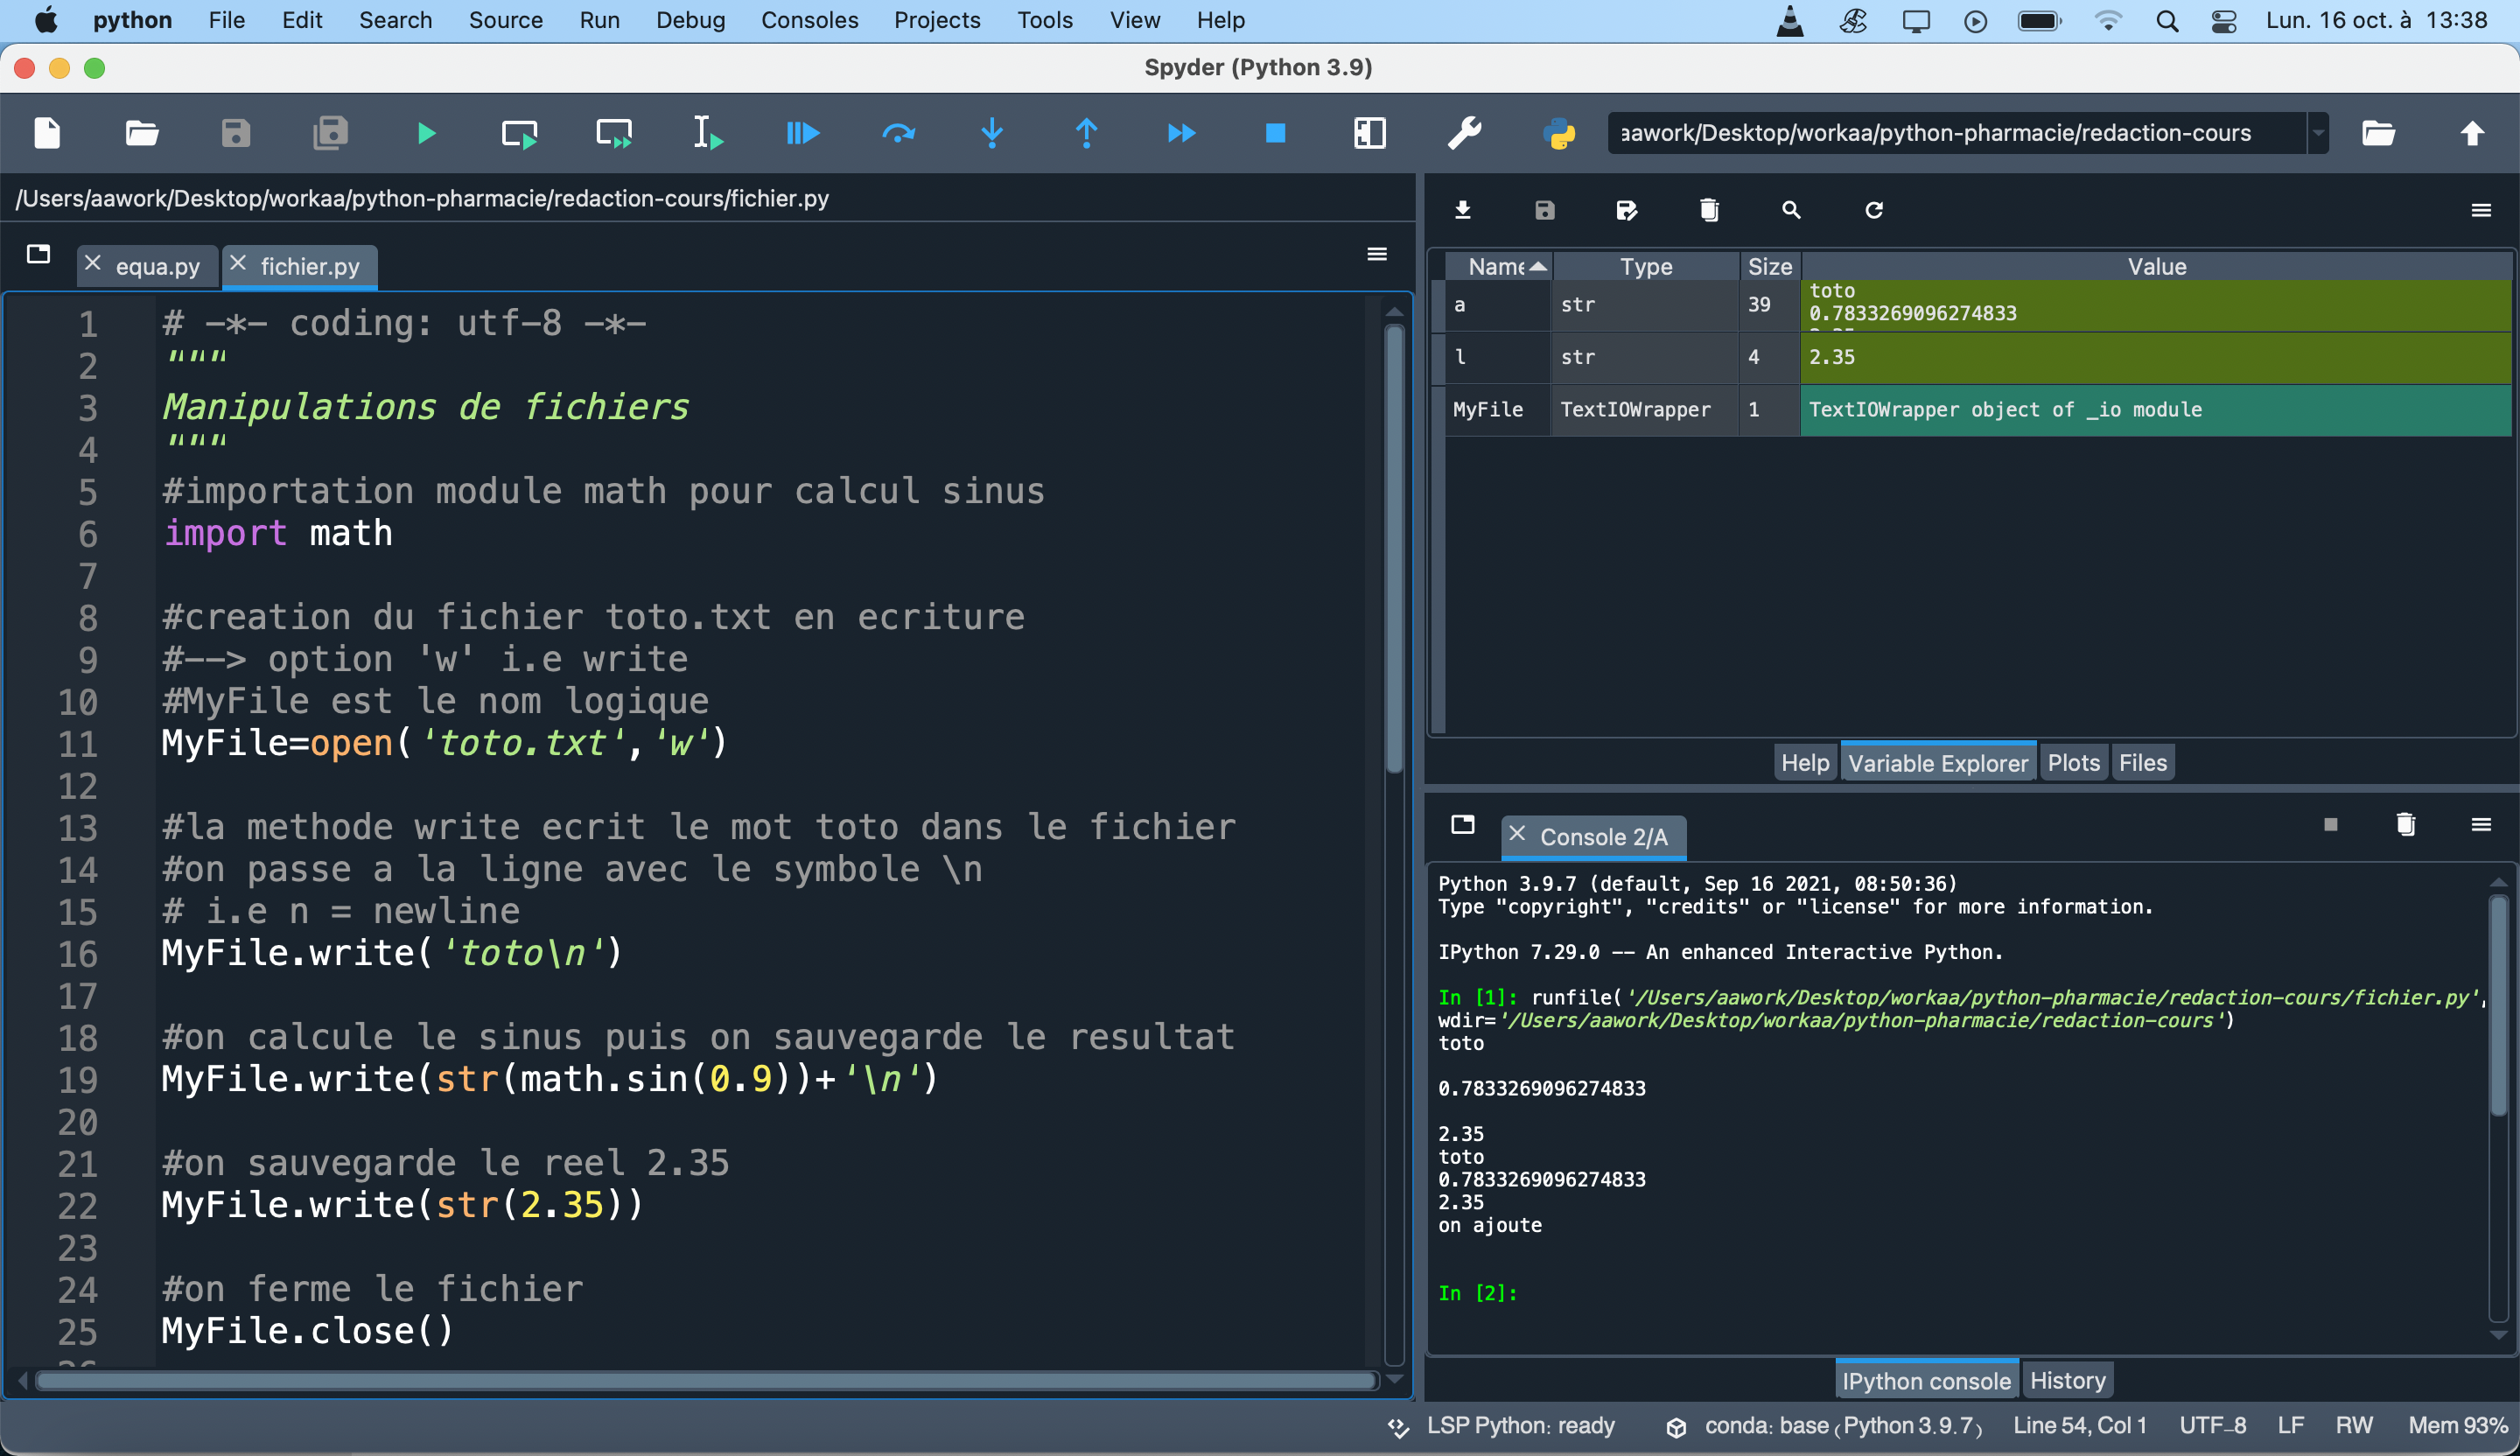 python File Edit Search Source Run Debug Consoles Projects Tools View Help Lun. 16 oct. à 13:38
Spyder (Python 3.9)
aawork/Desktop/workaa/python-pharmacie/redaction-cours
/Users/aawork/Desktop/workaa/python-pharmacie/redaction-cours/fichier.py
equa.py fichier.py
1 # -*- coding: utf-8 -*-
2 """
3 Manipulations de fichiers
4 """
5 #importation module math pour calcul sinus
6 import math
7
8 #creation du fichier toto.txt en ecriture
9 #--> option 'w' i.e write
10 #MyFile est le nom logique
11 MyFile=open('toto.txt','w')
12
13 #la methode write ecrit le mot toto dans le fichier
14 #on passe a la ligne avec le symbole \n
15 # i.e n = newline
16 MyFile.write('toto\n')
17
18 #on calcule le sinus puis on sauvegarde le resultat
19 MyFile.write(str(math.sin(0.9))+'\n')
20
21 #on sauvegarde le reel 2.35
22 MyFile.write(str(2.35))
23
24 #on ferme le fichier
25 MyFile.close()
Name Type Size Value
a str 39 toto
0.7833269096274833
l str 4 2.35
MyFile TextIOWrapper 1 TextIOWrapper object of _io module
Help Variable Explorer Plots Files
Console 2/A
Python 3.9.7 (default, Sep 16 2021, 08:50:36)
Type "copyright", "credits" or "license" for more information.
IPython 7.29.0 -- An enhanced Interactive Python.
In [1]: runfile('/Users/aawork/Desktop/workaa/python-pharmacie/redaction-cours/fichier.py',
wdir='/Users/aawork/Desktop/workaa/python-pharmacie/redaction-cours')
toto
0.7833269096274833
2.35
toto
0.7833269096274833
2.35
on ajoute
In [2]:
IPython console History
LSP Python: ready conda: base (Python 3.9.7) Line 54, Col 1 UTF-8 LF RW Mem 93%